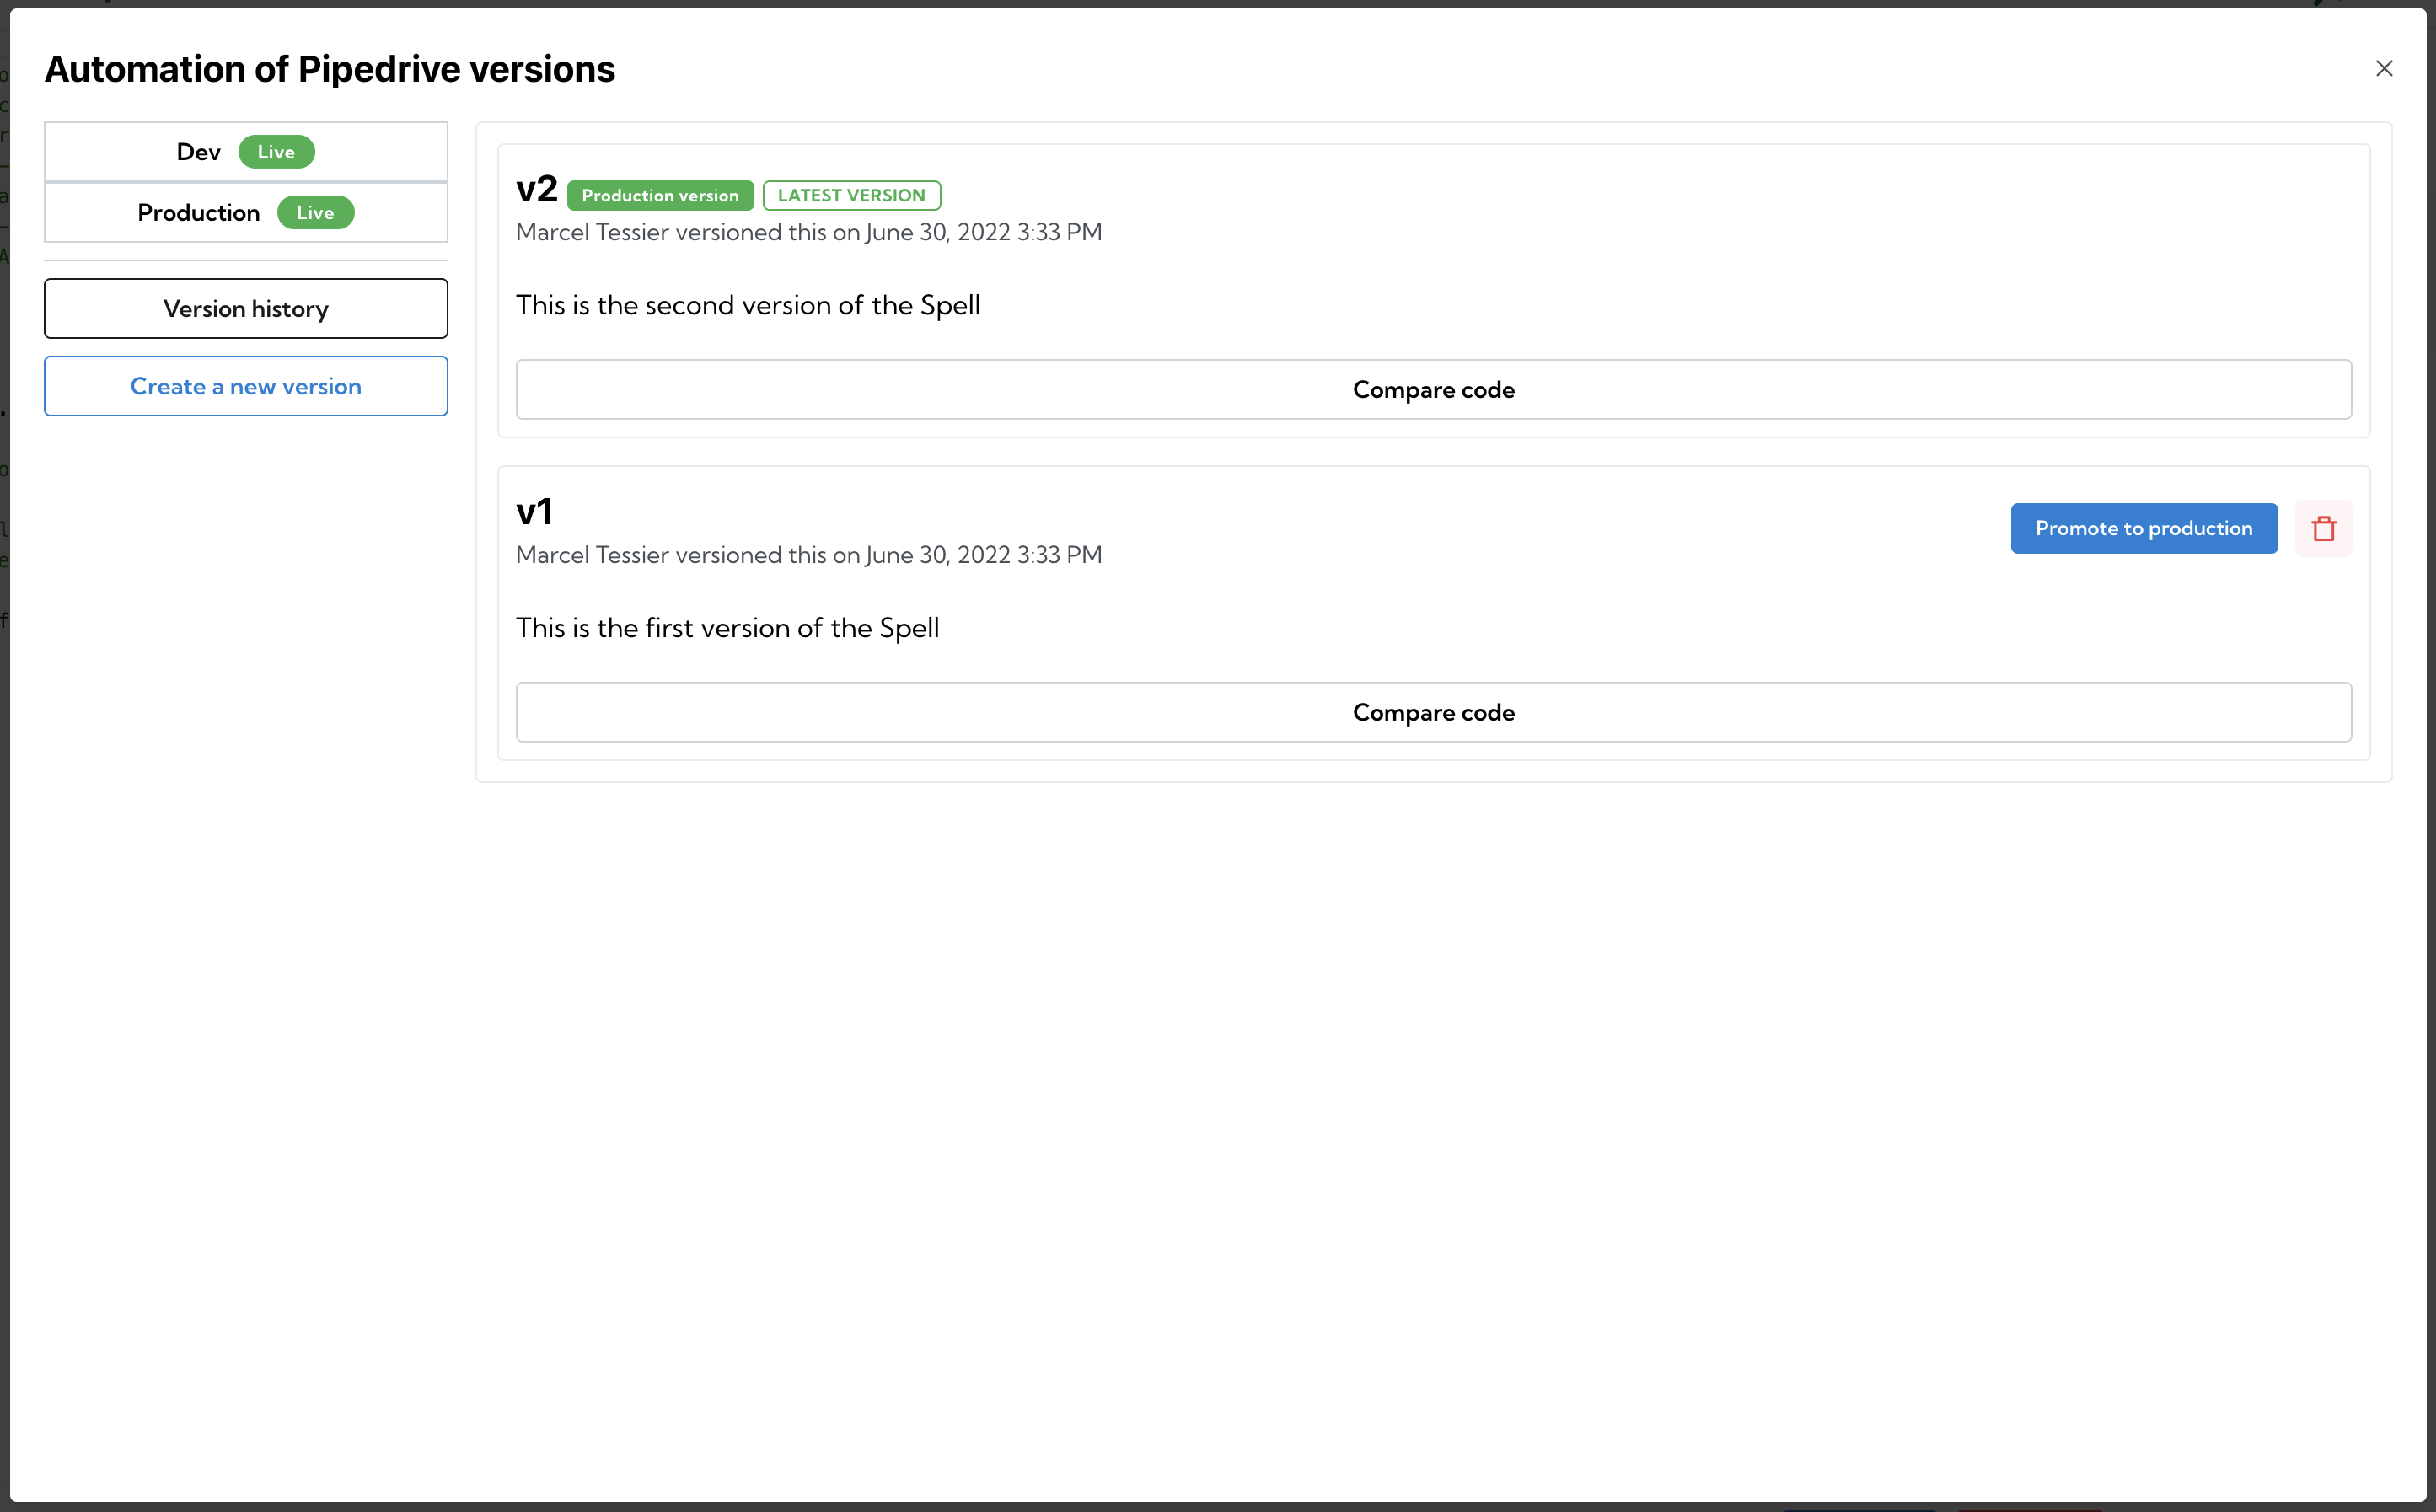 Automation of Pipedrive versions
Dev Live
Production Live
Version history
Create a new version
v2 Production version LATEST VERSION
Marcel Tessier versioned this on June 30, 2022 3:33 PM
This is the second version of the Spell
Compare code
v1
Marcel Tessier versioned this on June 30, 2022 3:33 PM
Promote to production
This is the first version of the Spell
Compare code